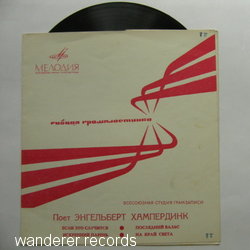 МЕЛОДИЯ
гибкая грампластинка
ВСЕСОЮЗНАЯ СТУДИЯ ГРАМЗАПИСИ
Поет ЭНГЕЛЬБЕРТ ХАМПЕРДИНК
ЕСЛИ ЭТО СЛУЧИТСЯ
ПОСЛЕДНИЙ ВАЛЬС
НА КРАЙ СВЕТА
wanderer records